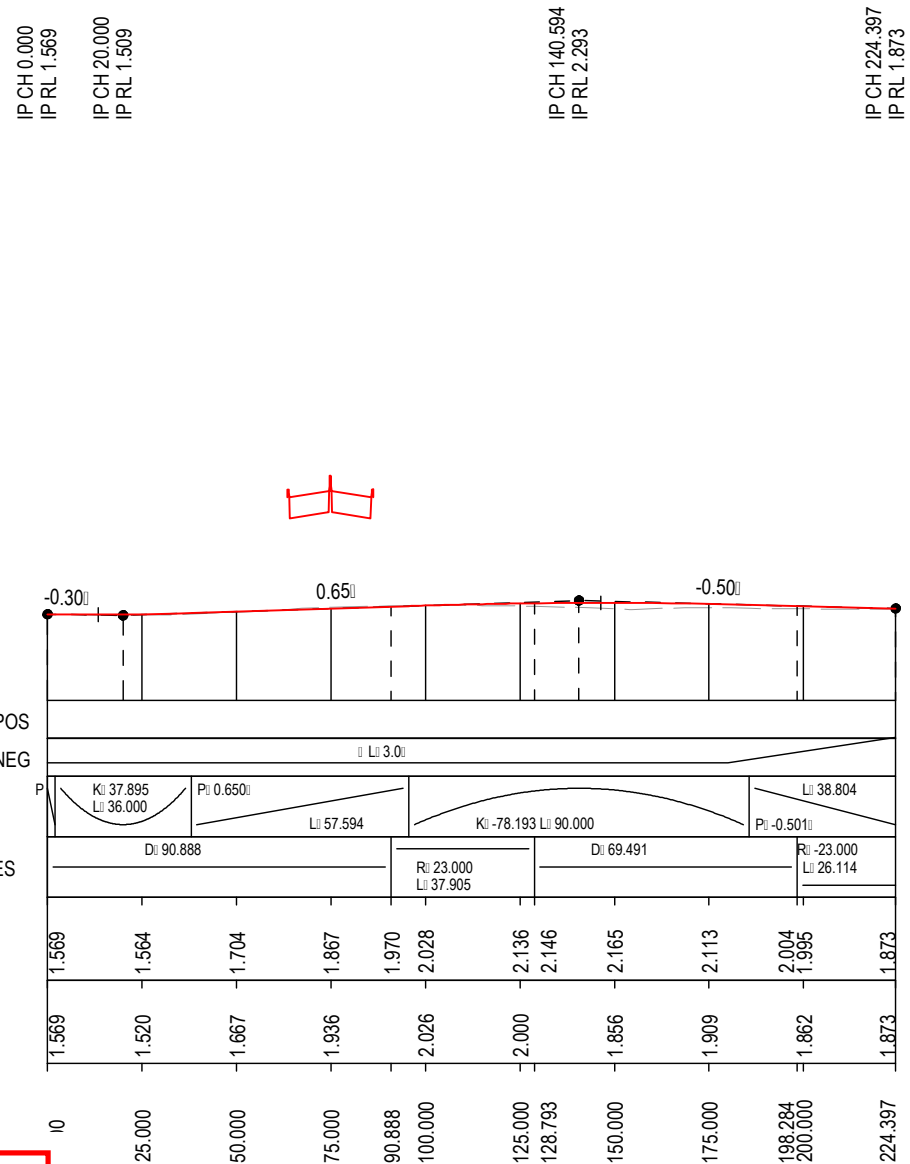 IP CH 0.000
IP RL 1.569
IP CH 20.000
IP RL 1.509
IP CH 140.594
IP RL 2.293
IP CH 224.397
IP RL 1.873
-0.30
0.65
-0.50
POS
NEG
L 3.0
P
K 37.895
L 36.000
P 0.650
L 57.594
K -78.193 L 90.000
L 38.804
P -0.501
ES
D 90.888
R 23.000
L 37.905
D 69.491
R -23.000
L 26.114
1.569 1.564 1.704 1.867 1.970 2.028 2.136 2.146 2.165 2.113 2.004 1.995 1.873
1.569 1.520 1.667 1.936 2.026 2.000 1.856 1.909 1.862 1.873
25.000 50.000 75.000 90.888 100.000 125.000 128.793 150.000 175.000 198.284 200.000 224.397